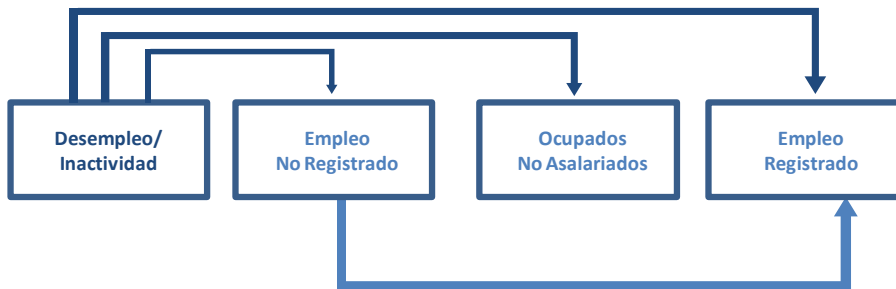 Desempleo/
Inactividad
Empleo
No Registrado
Ocupados
No Asalariados
Empleo
Registrado